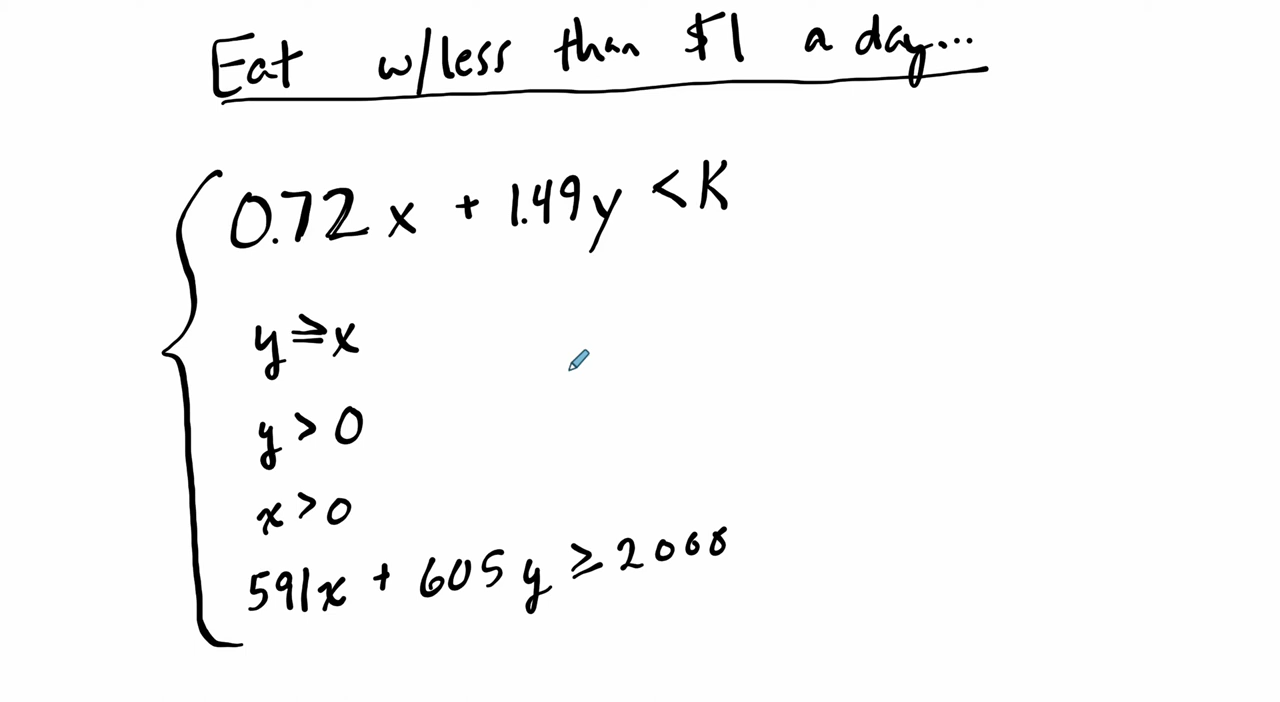 Eat w/less than $1 a day...
0.72x + 1.49y < K
y ≥ x
y > 0
x > 0
591x + 605y ≥ 2000